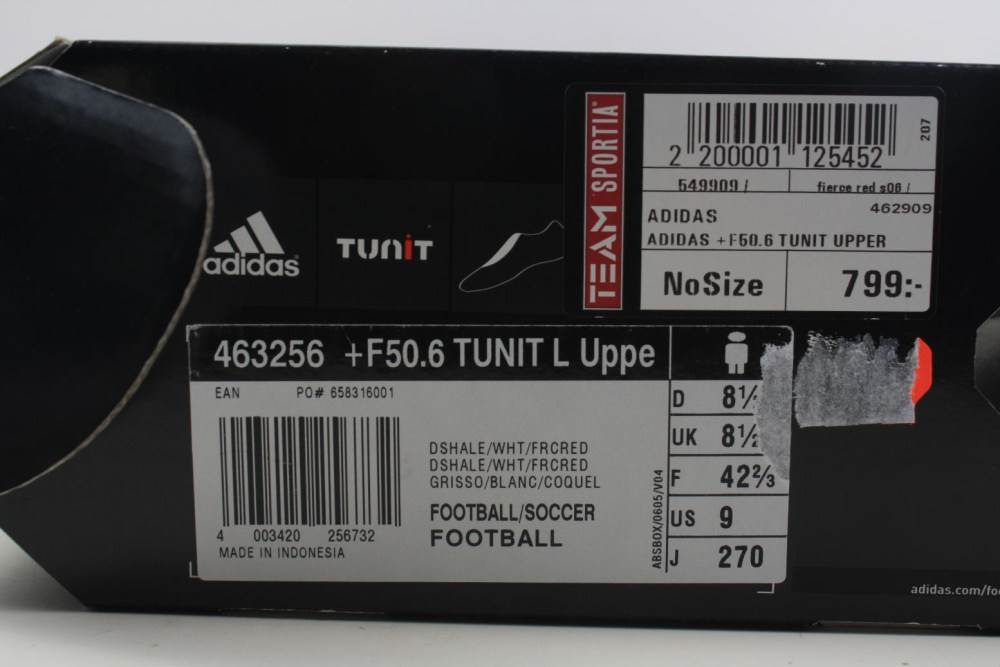 adidas
TUNiT
TEAM SPORTIA
207
2 200001 125452
549909 /
fierce red s06 /
462909
ADIDAS
ADIDAS +F50.6 TUNIT UPPER
NoSize
799:-
463256 +F50.6 TUNIT L Uppe
EAN
PO# 658316001
4 003420 256732
MADE IN INDONESIA
DSHALE/WHT/FRCRED
DSHALE/WHT/FRCRED
GRISSO/BLANC/COQUEL
FOOTBALL/SOCCER
FOOTBALL
ABSBOX/0605/V04
D 8½
UK 8½
F 42⅔
US 9
J 270
adidas.com/foo